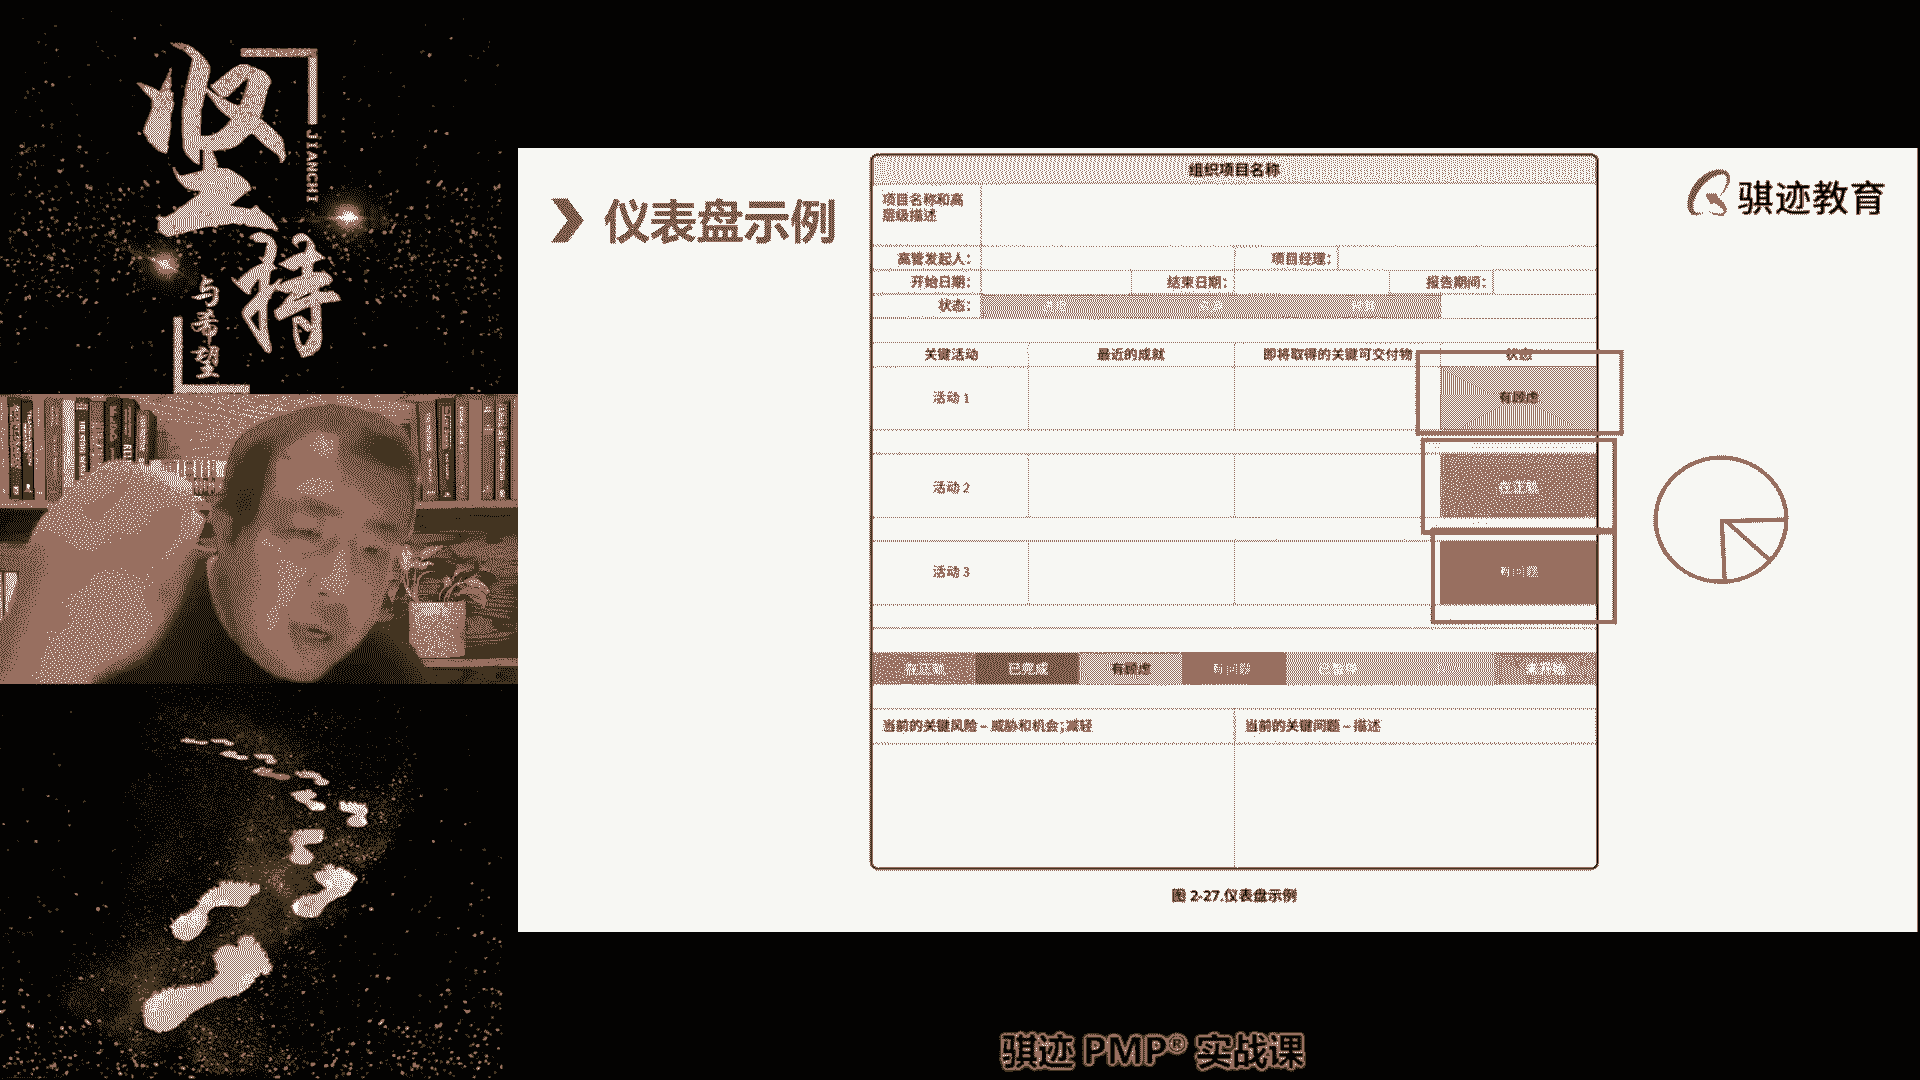 坚持
JIANCHI
与希望
仪表盘示例
骐迹教育
组织项目名称
项目名称和高
层级描述
高管发起人：
项目经理：
开始日期：
结束日期：
报告期间：
状态：
关键活动
最近的成就
即将取得的关键可交付物
状态
活动 1
有顾虑
活动 2
在正轨
活动 3
有问题
在正轨
已完成
有顾虑
有问题
已暂停
未开始
当前的关键风险 – 威胁和机会；减轻
当前的关键问题 – 描述
图 2-27.仪表盘示例
骐迹 PMP® 实战课